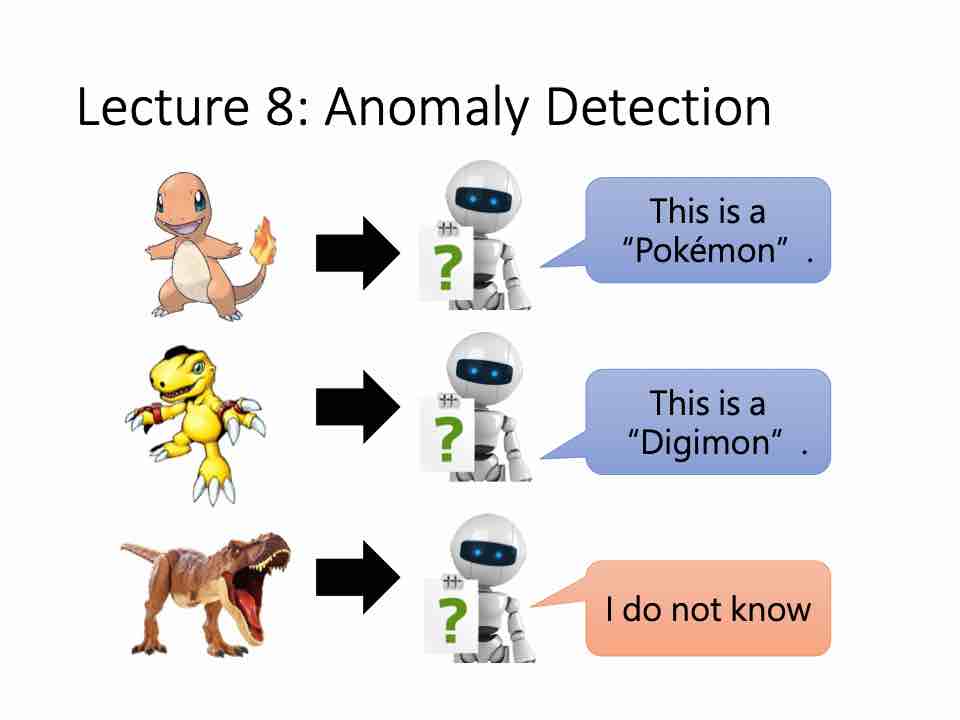 Lecture 8: Anomaly Detection
?
This is a
“Pokémon” .
?
This is a
“Digimon” .
?
I do not know